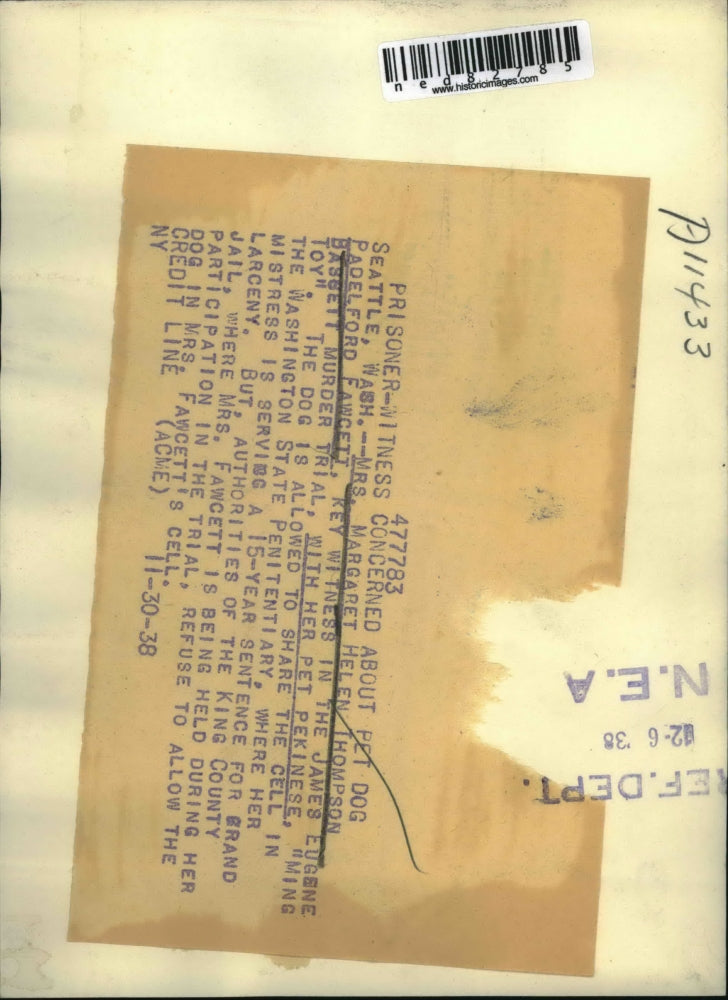 ned82785
www.historicimages.com
D11433
477783
PRISONER-WITNESS CONCERNED ABOUT PET DOG
SEATTLE, WASH.--MRS. MARGARET HELEN THOMPSON
PADELFORD FAWCETT, KEY WITNESS IN THE JAMES EUGENE
BASSETT MURDER TRIAL, WITH HER PET PEKINESE, "MING
TOY". THE DOG IS ALLOWED TO SHARE THE CELL IN
THE WASHINGTON STATE PENITENTIARY, WHERE HER
MISTRESS IS SERVING A 15-YEAR SENTENCE FOR GRAND
LARCENY. BUT, AUTHORITIES OF THE KING COUNTY
JAIL, WHERE MRS. FAWCETT IS BEING HELD DURING HER
PARTICIPATION IN THE TRIAL, REFUSE TO ALLOW THE
DOG IN MRS. FAWCETT'S CELL.
CREDIT LINE (ACME) 11-30-38
NY
REF. DEPT.
12-6 '38
N.E.A